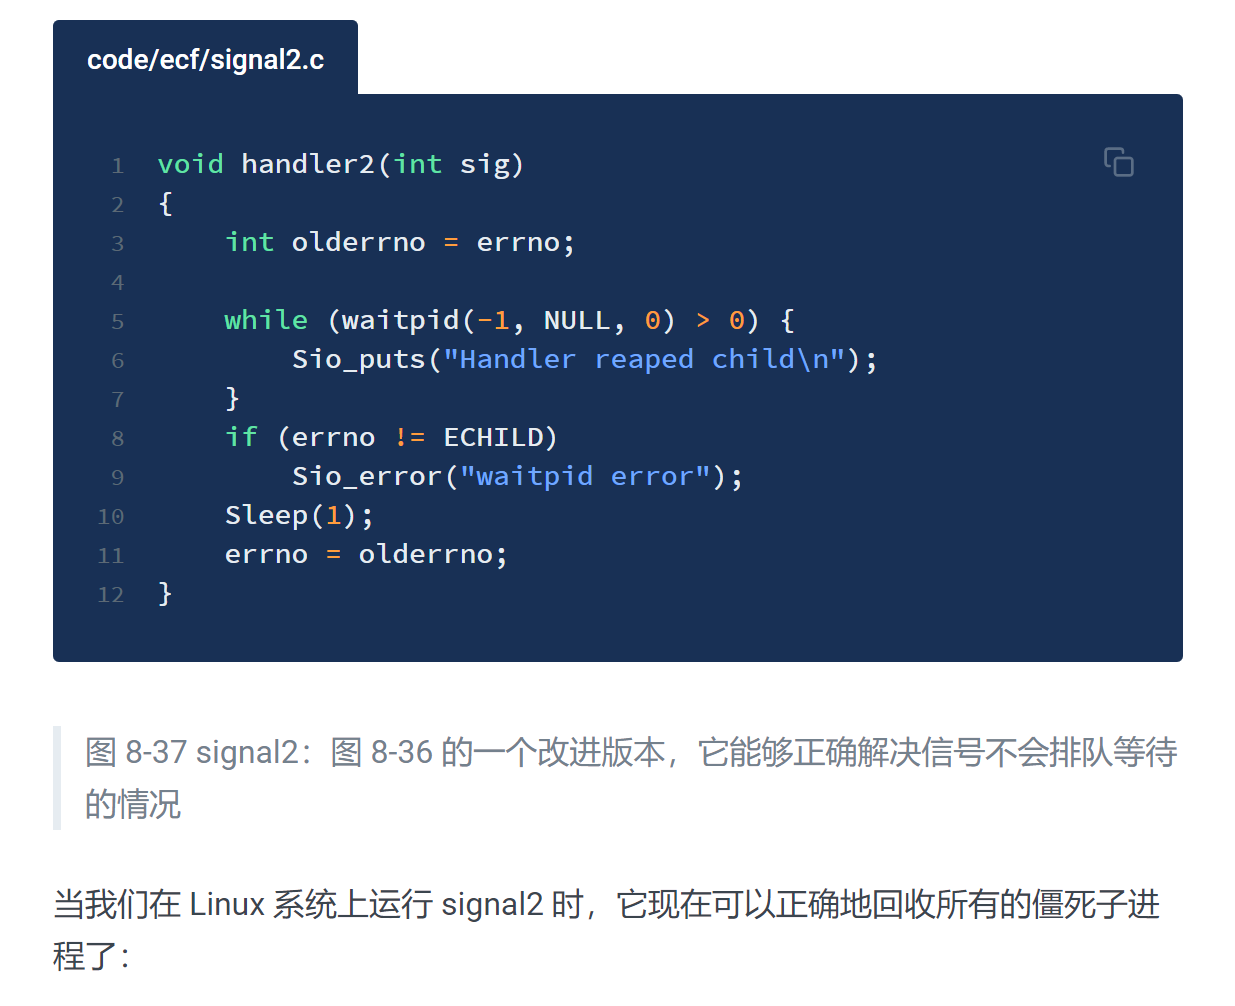 code/ecf/signal2.c
1 void handler2(int sig)
2 {
3     int olderrno = errno;
4
5     while (waitpid(-1, NULL, 0) > 0) {
6         Sio_puts("Handler reaped child\n");
7     }
8     if (errno != ECHILD)
9         Sio_error("waitpid error");
10     Sleep(1);
11     errno = olderrno;
12 }
图 8-37 signal2：图 8-36 的一个改进版本，它能够正确解决信号不会排队等待
的情况
当我们在 Linux 系统上运行 signal2 时，它现在可以正确地回收所有的僵死子进
程了：